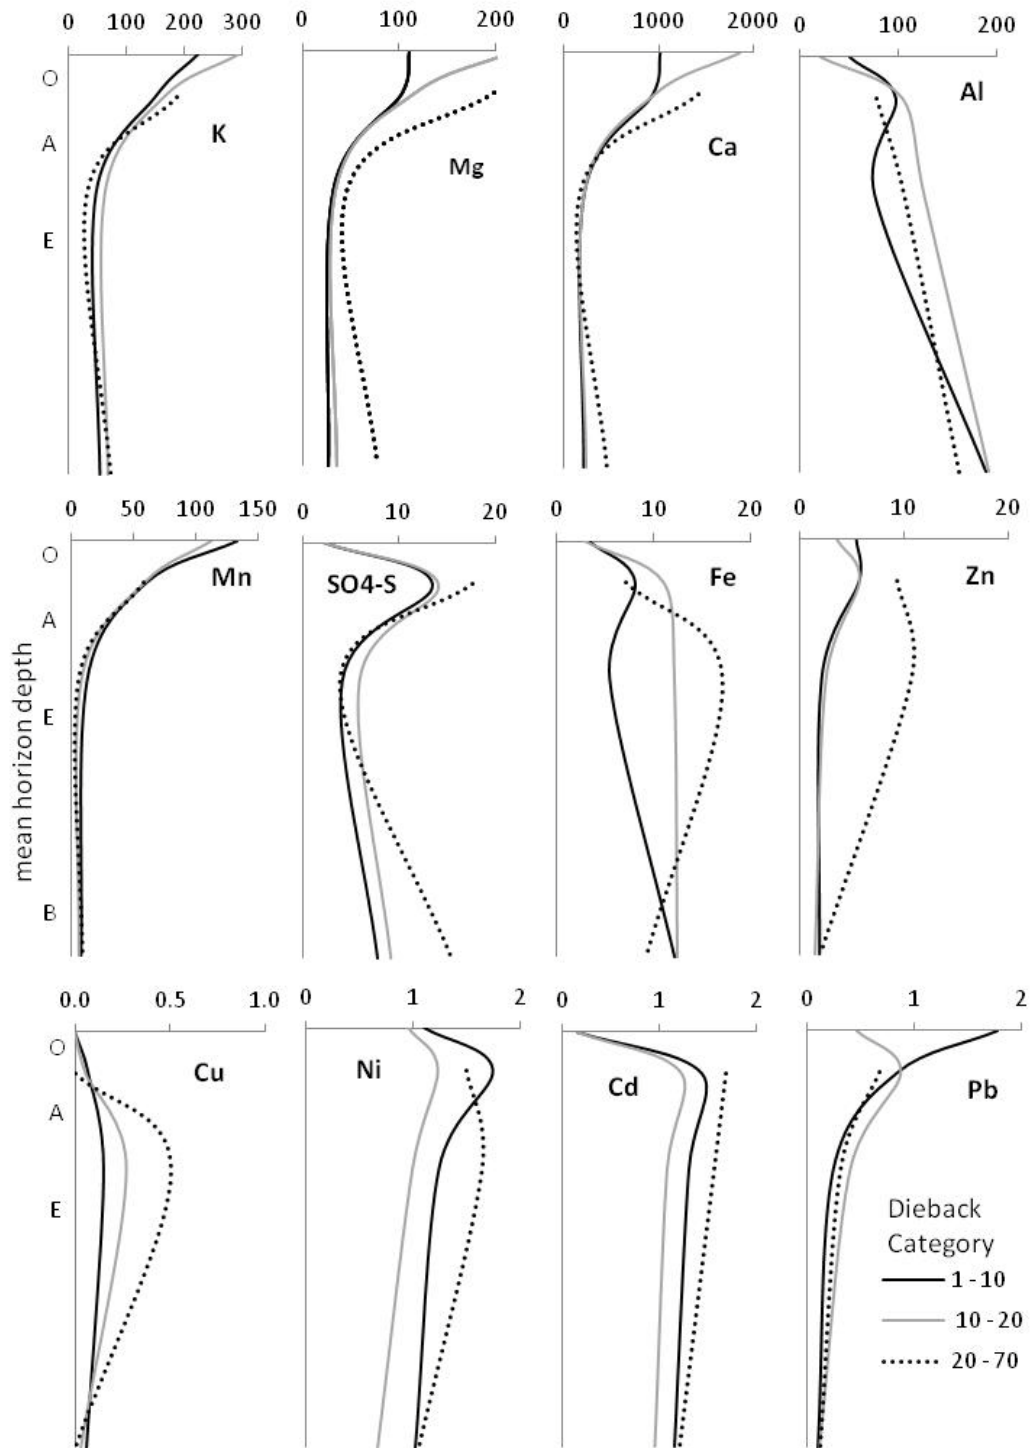 0 100 200 300
0 100 200
0 1000 2000
0 100 200
O
A
E
K
Mg
Ca
Al
0 50 100 150
0 10 20
0 10 20
0 10 20
O
A
E
B
mean horizon depth
Mn
SO4-S
Fe
Zn
0.0 0.5 1.0
0 1 2
0 1 2
0 1 2
O
A
E
Cu
Ni
Cd
Pb
Dieback
Category
1 - 10
10 - 20
20 - 70